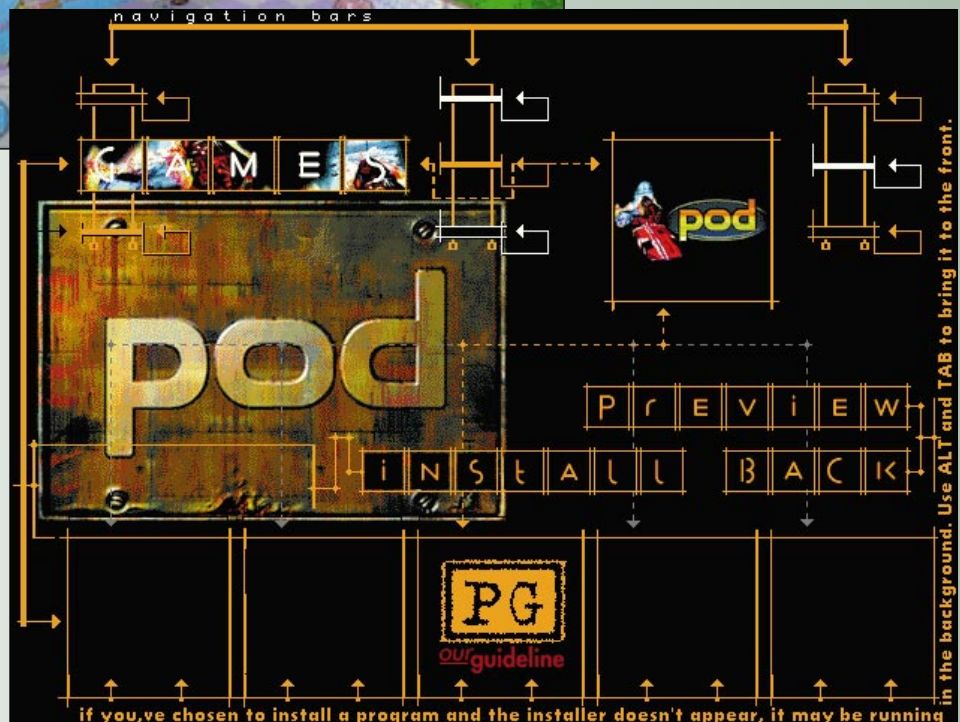 navigation bars
GAMES
pod
pod
PrEViEW
iNStAll
BACK
PG
our guideline
if you,ve chosen to install a program and the installer doesn't appear, it may be running
in the background. Use ALT and TAB to bring it to the front.